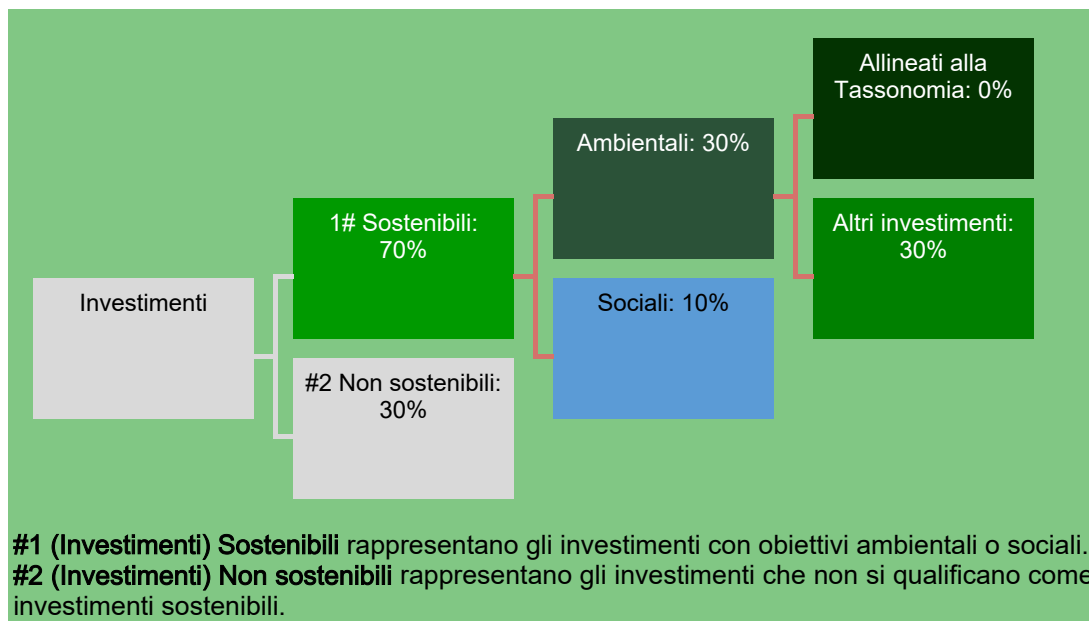 Allineati alla
Tassonomia: 0%
Ambientali: 30%
1# Sostenibili:
70%
Altri investimenti:
30%
Investimenti
Sociali: 10%
#2 Non sostenibili:
30%
#1 (Investimenti) Sostenibili rappresentano gli investimenti con obiettivi ambientali o sociali.
#2 (Investimenti) Non sostenibili rappresentano gli investimenti che non si qualificano come
investimenti sostenibili.